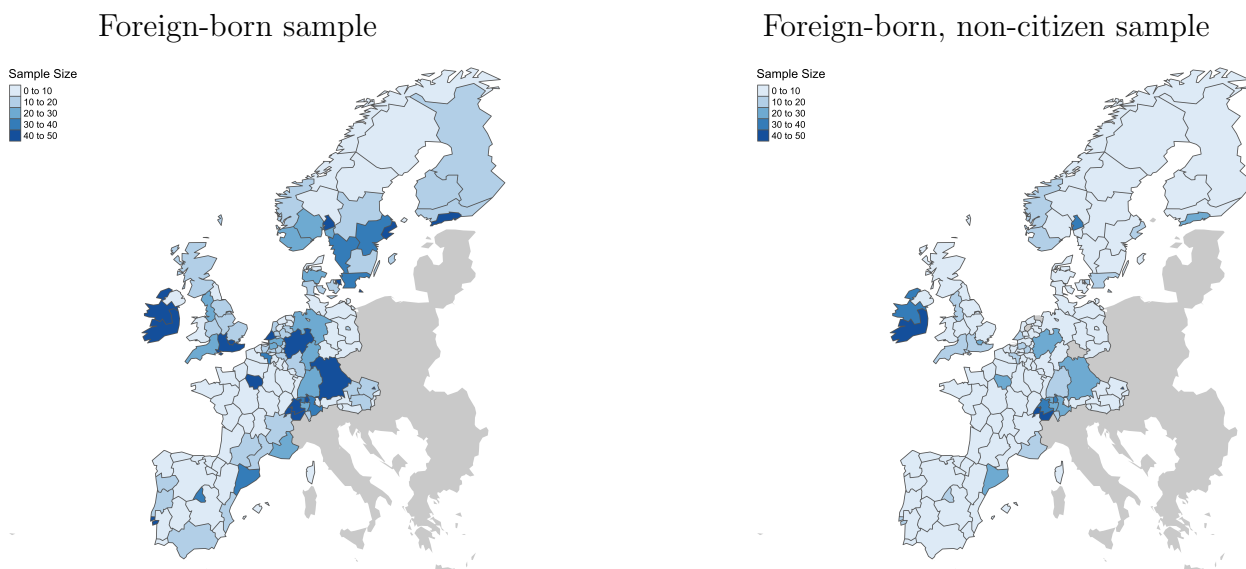 Foreign-born sample
Sample Size
0 to 10
10 to 20
20 to 30
30 to 40
40 to 50
Foreign-born, non-citizen sample
Sample Size
0 to 10
10 to 20
20 to 30
30 to 40
40 to 50